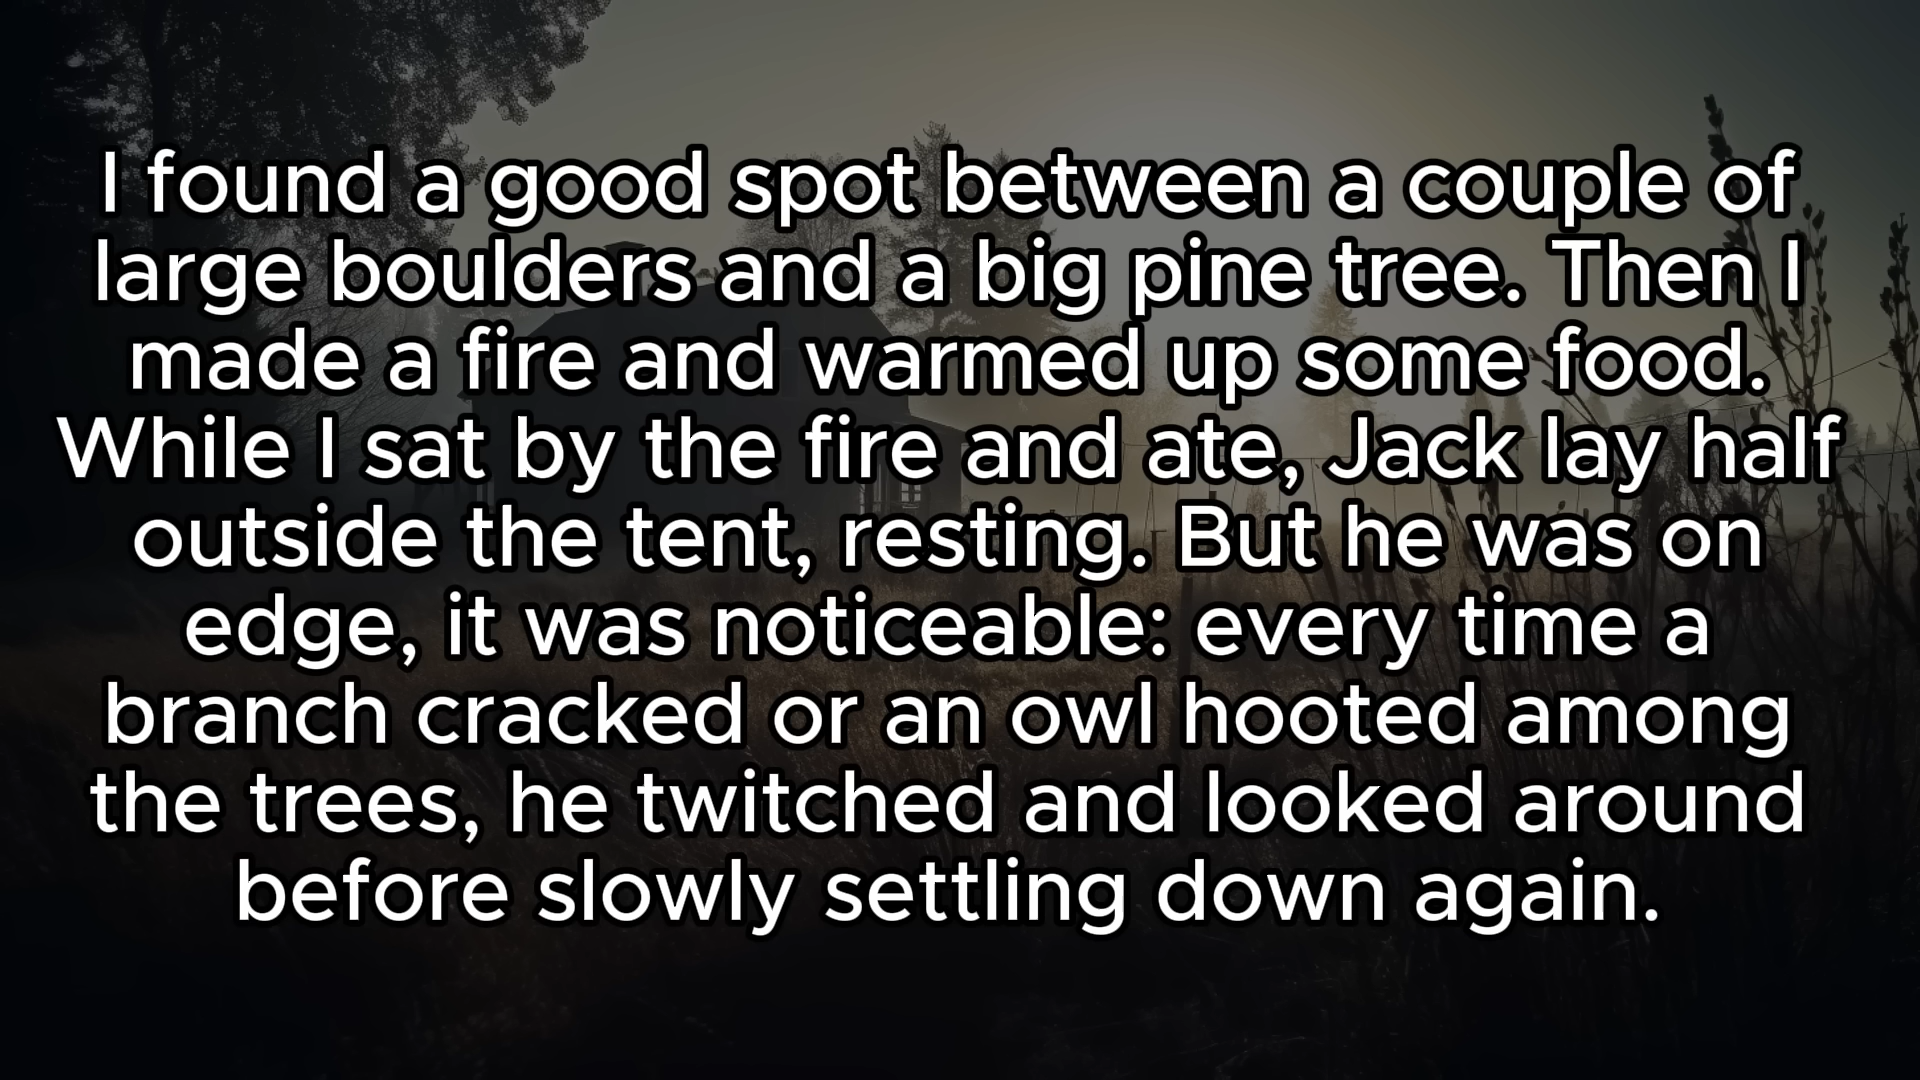 I found a good spot between a couple of
large boulders and a big pine tree. Then I
made a fire and warmed up some food.
While I sat by the fire and ate, Jack lay half
outside the tent, resting. But he was on
edge, it was noticeable: every time a
branch cracked or an owl hooted among
the trees, he twitched and looked around
before slowly settling down again.